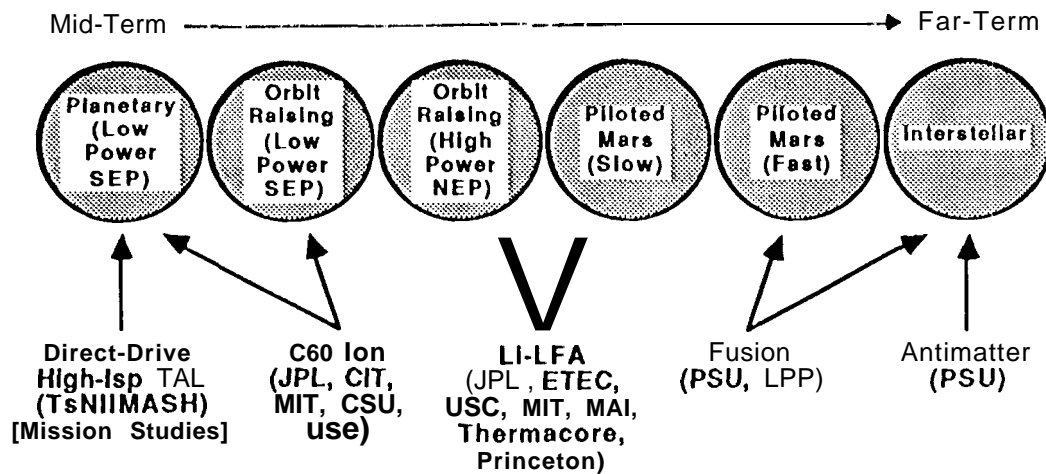 Mid-Term
Far-Term
Planetary
(Low
Power
SEP)
Orbit
Raising
(Low
Power
SEP)
Orbit
Raising
(High
Power
NEP)
Piloted
Mars
(Slow)
Piloted
Mars
(Fast)
Interstellar
Direct-Drive
High-Isp TAL
(TsNIIMASH)
[Mission Studies]
C60 Ion
(JPL, CIT,
MIT, CSU,
use)
LI-LFA
(JPL , ETEC,
USC, MIT, MAI,
Thermacore,
Princeton)
Fusion
(PSU, LPP)
Antimatter
(PSU)